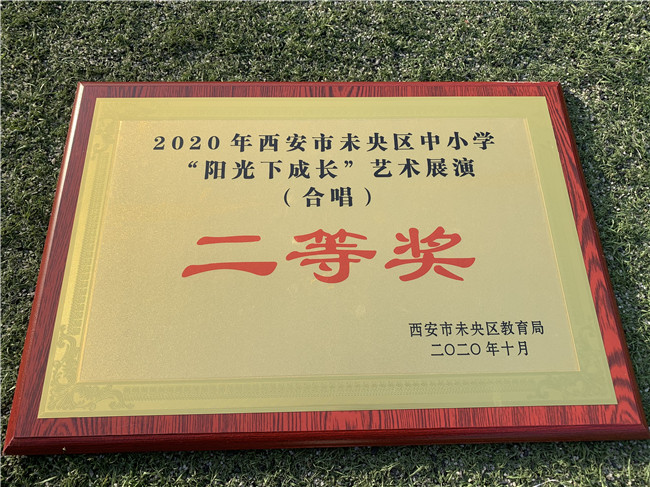 2020年西安市未央区中小学
“阳光下成长”艺术展演
（合唱）
二等奖
西安市未央区教育局
二〇二〇年十月